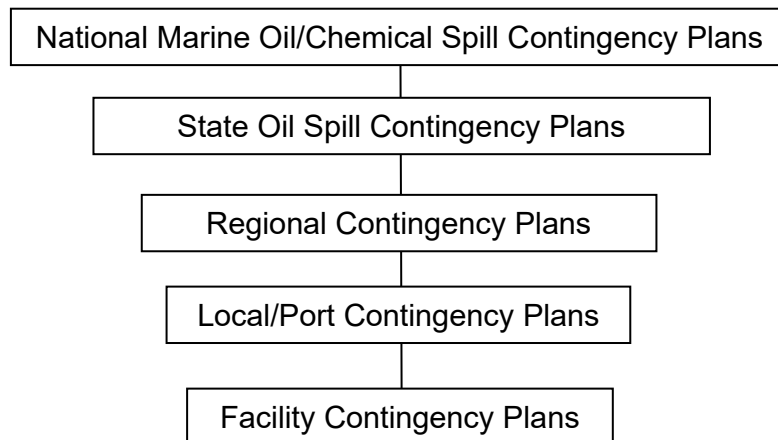 National Marine Oil/Chemical Spill Contingency Plans
State Oil Spill Contingency Plans
Regional Contingency Plans
Local/Port Contingency Plans
Facility Contingency Plans